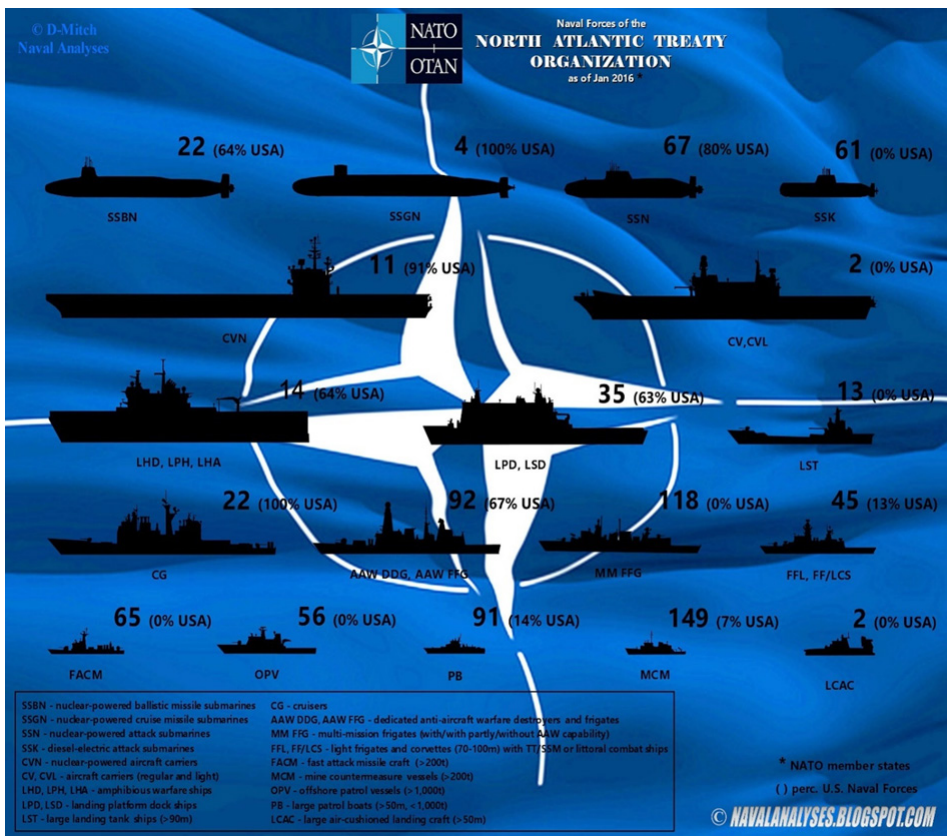 © D-Mitch
Naval Analyses
NATO
OTAN
Naval Forces of the
NORTH ATLANTIC TREATY
ORGANIZATION
as of Jan 2016 *
22 (64% USA)
4 (100% USA)
67 (80% USA)
61 (0% USA)
SSBN
SSGN
SSN
SSK
11 (91% USA)
2 (0% USA)
CVN
CV,CVL
14 (64% USA)
35 (63% USA)
13 (0% USA)
LHD, LPH, LHA
LPD, LSD
LST
22 (100% USA)
92 (67% USA)
118 (0% USA)
45 (13% USA)
CG
AAW DDG, AAW FFG
MM FFG
FFL, FF/LCS
65 (0% USA)
56 (0% USA)
91 (14% USA)
149 (7% USA)
2 (0% USA)
FACM
OPV
PB
MCM
LCAC
SSBN - nuclear-powered ballistic missile submarines
SSGN - nuclear-powered cruise missile submarines
SSN - nuclear-powered attack submarines
SSK - diesel-electric attack submarines
CVN - nuclear-powered aircraft carriers
CV, CVL - aircraft carriers (regular and light)
LHD, LPH, LHA - amphibious warfare ships
LPD, LSD - landing platform dock ships
LST - large landing tank ships (>90m)
CG - cruisers
AAW DDG, AAW FFG - dedicated anti-aircraft warfare destroyers and frigates
MM FFG - multi-mission frigates (with/with partly/without AAW capability)
FFL, FF/LCS - light frigates and corvettes (70-100m) with TT/SSM or littoral combat ships
FACM - fast attack missile craft (>200t)
MCM - mine countermeasure vessels (>200t)
OPV - offshore patrol vessels (>1,000t)
PB - large patrol boats (>50m, <1,000t)
LCAC - large air-cushioned landing craft (>50m)
* NATO member states
( ) perc. U.S. Naval Forces
© NAVALANALYSES.BLOGSPOT.COM